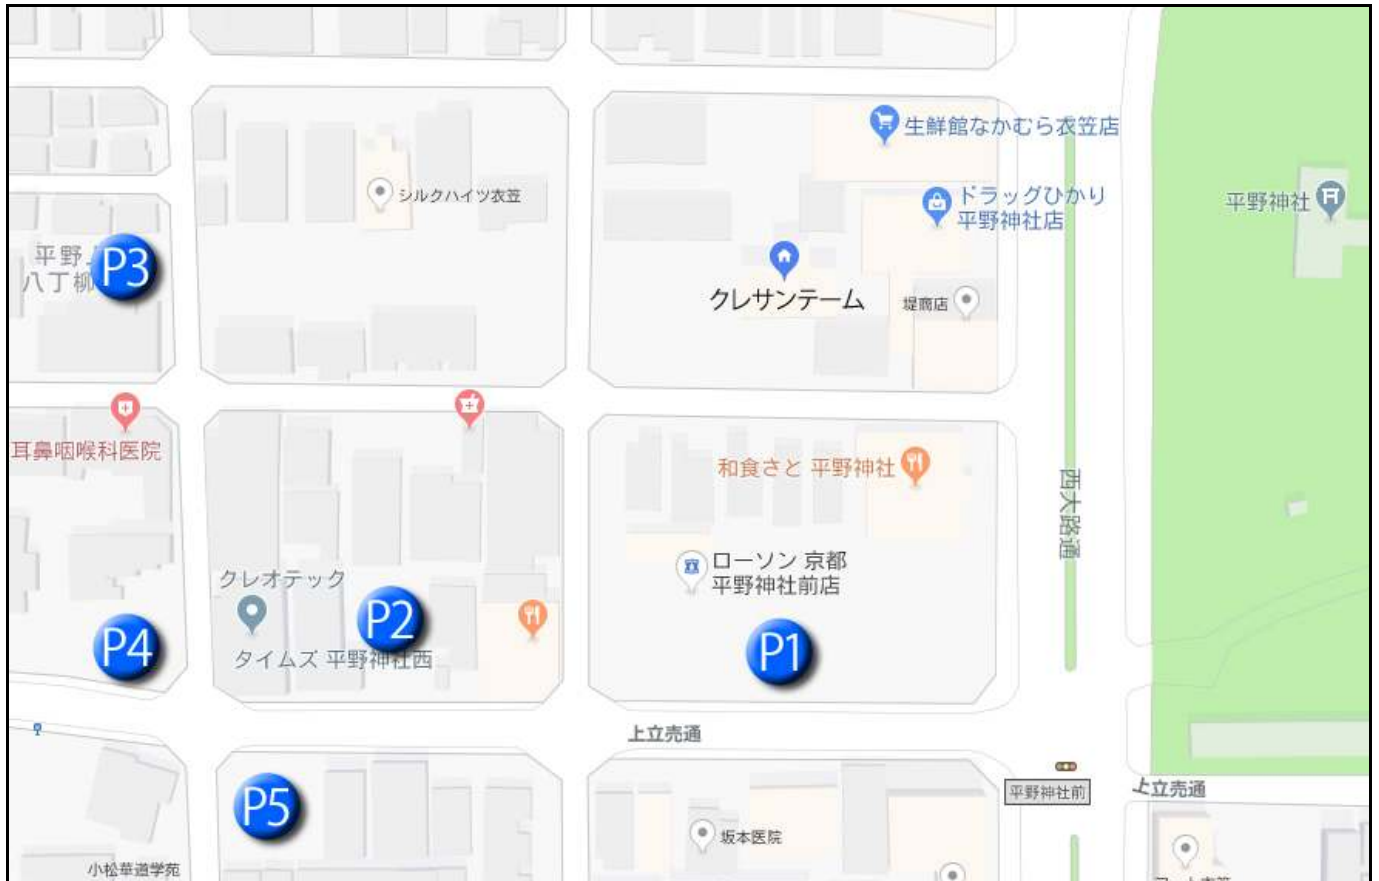 生鮮館なかむら衣笠店
シルクハイツ衣笠
ドラッグひかり
平野神社店
平野神社
平野
八丁柳
P3
クレサンテーム
堤商店
耳鼻咽喉科医院
和食さと 平野神社
西大路通
ローソン 京都
平野神社前店
クレオテック
P2
P4
タイムズ 平野神社西
P1
上立売通
平野神社前
上立売通
P5
坂本医院
小松華道学苑